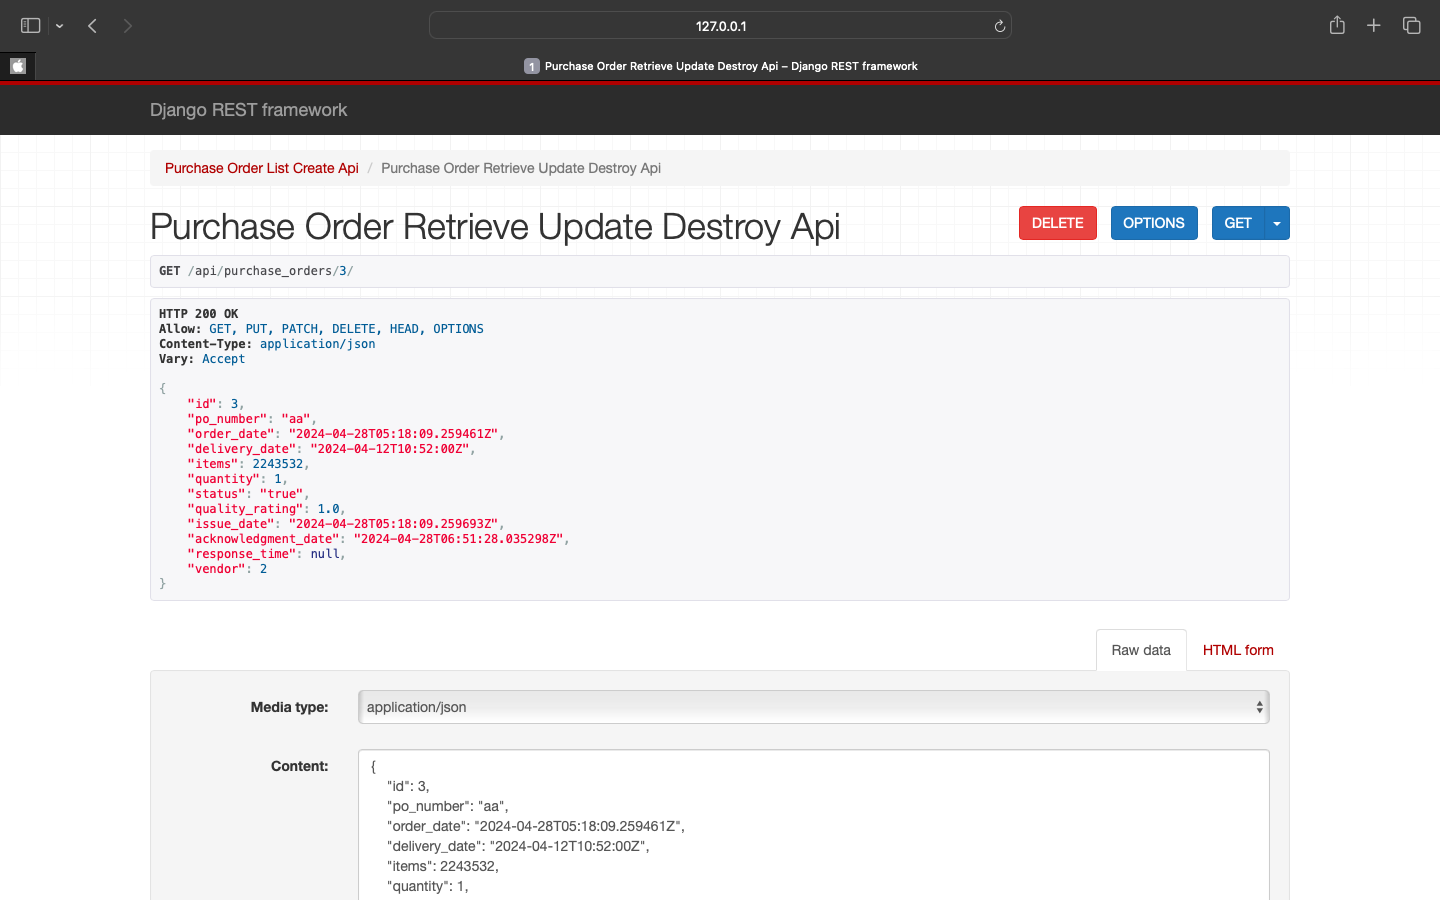 127.0.0.1
1 Purchase Order Retrieve Update Destroy Api – Django REST framework
Django REST framework
Purchase Order List Create Api / Purchase Order Retrieve Update Destroy Api
Purchase Order Retrieve Update Destroy Api
DELETE OPTIONS GET
GET /api/purchase_orders/3/
HTTP 200 OK
Allow: GET, PUT, PATCH, DELETE, HEAD, OPTIONS
Content-Type: application/json
Vary: Accept
{
"id": 3,
"po_number": "aa",
"order_date": "2024-04-28T05:18:09.259461Z",
"delivery_date": "2024-04-12T10:52:00Z",
"items": 2243532,
"quantity": 1,
"status": "true",
"quality_rating": 1.0,
"issue_date": "2024-04-28T05:18:09.259693Z",
"acknowledgment_date": "2024-04-28T06:51:28.035298Z",
"response_time": null,
"vendor": 2
}
Raw data HTML form
Media type: application/json
Content: {
"id": 3,
"po_number": "aa",
"order_date": "2024-04-28T05:18:09.259461Z",
"delivery_date": "2024-04-12T10:52:00Z",
"items": 2243532,
"quantity": 1,